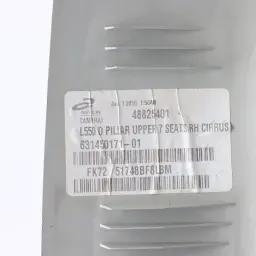 48825401
L550 D PILLAR UPPER 7 SEATS RH CIRRUS
631450171-01
FK72 51748BF8LBM